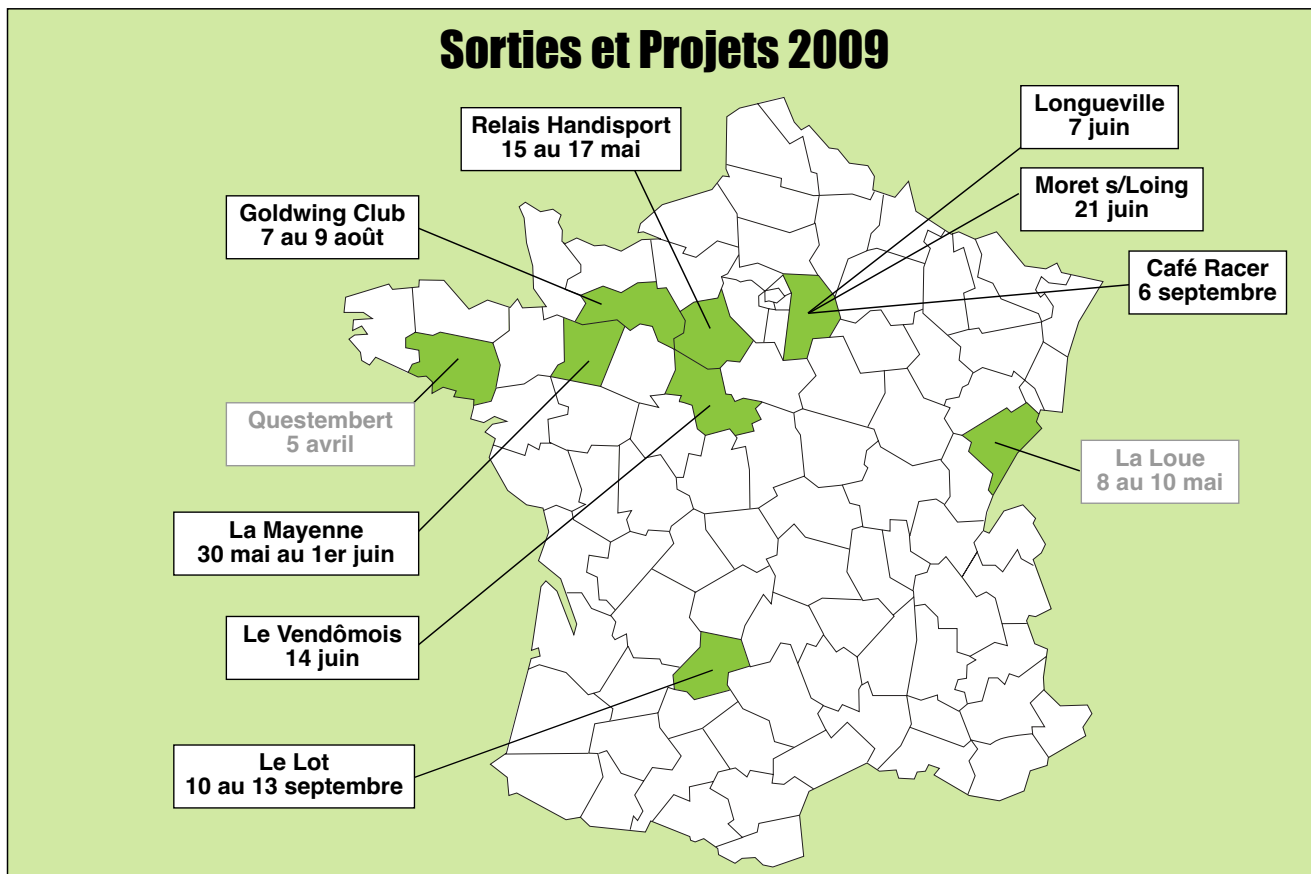 Sorties et Projets 2009
Relais Handisport
15 au 17 mai
Longueville
7 juin
Moret s/Loing
21 juin
Goldwing Club
7 au 9 août
Café Racer
6 septembre
Questembert
5 avril
La Loue
8 au 10 mai
La Mayenne
30 mai au 1er juin
Le Vendômois
14 juin
Le Lot
10 au 13 septembre